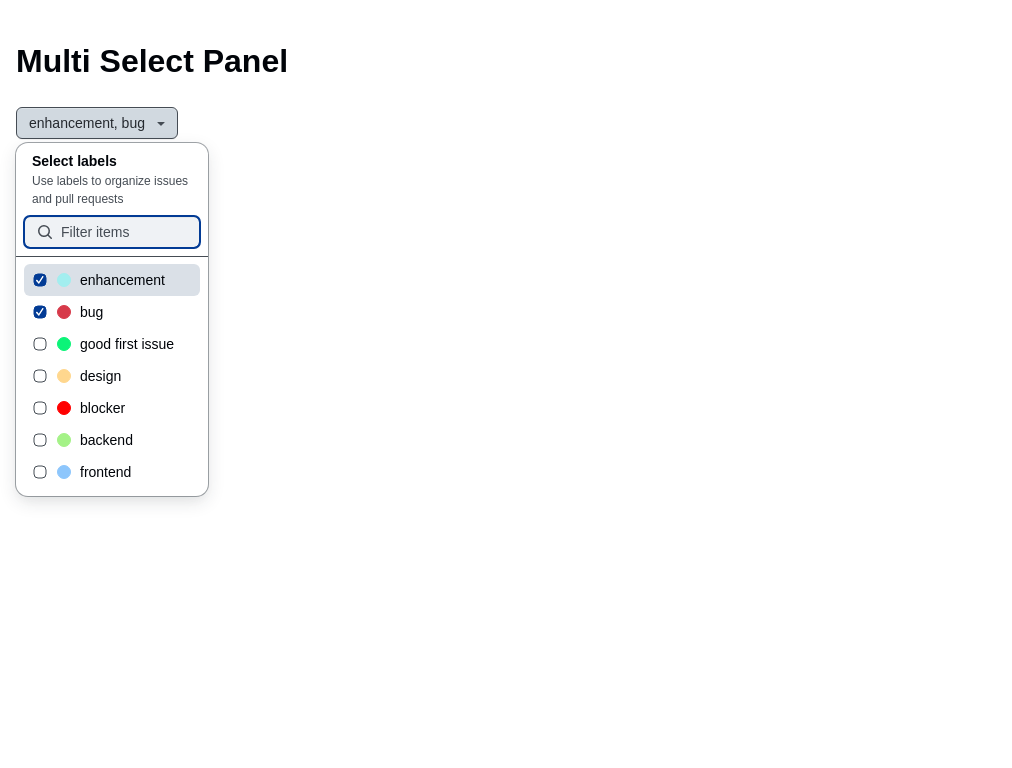 Multi Select Panel
enhancement, bug
Select labels
Use labels to organize issues
and pull requests
Filter items
enhancement
bug
good first issue
design
blocker
backend
frontend